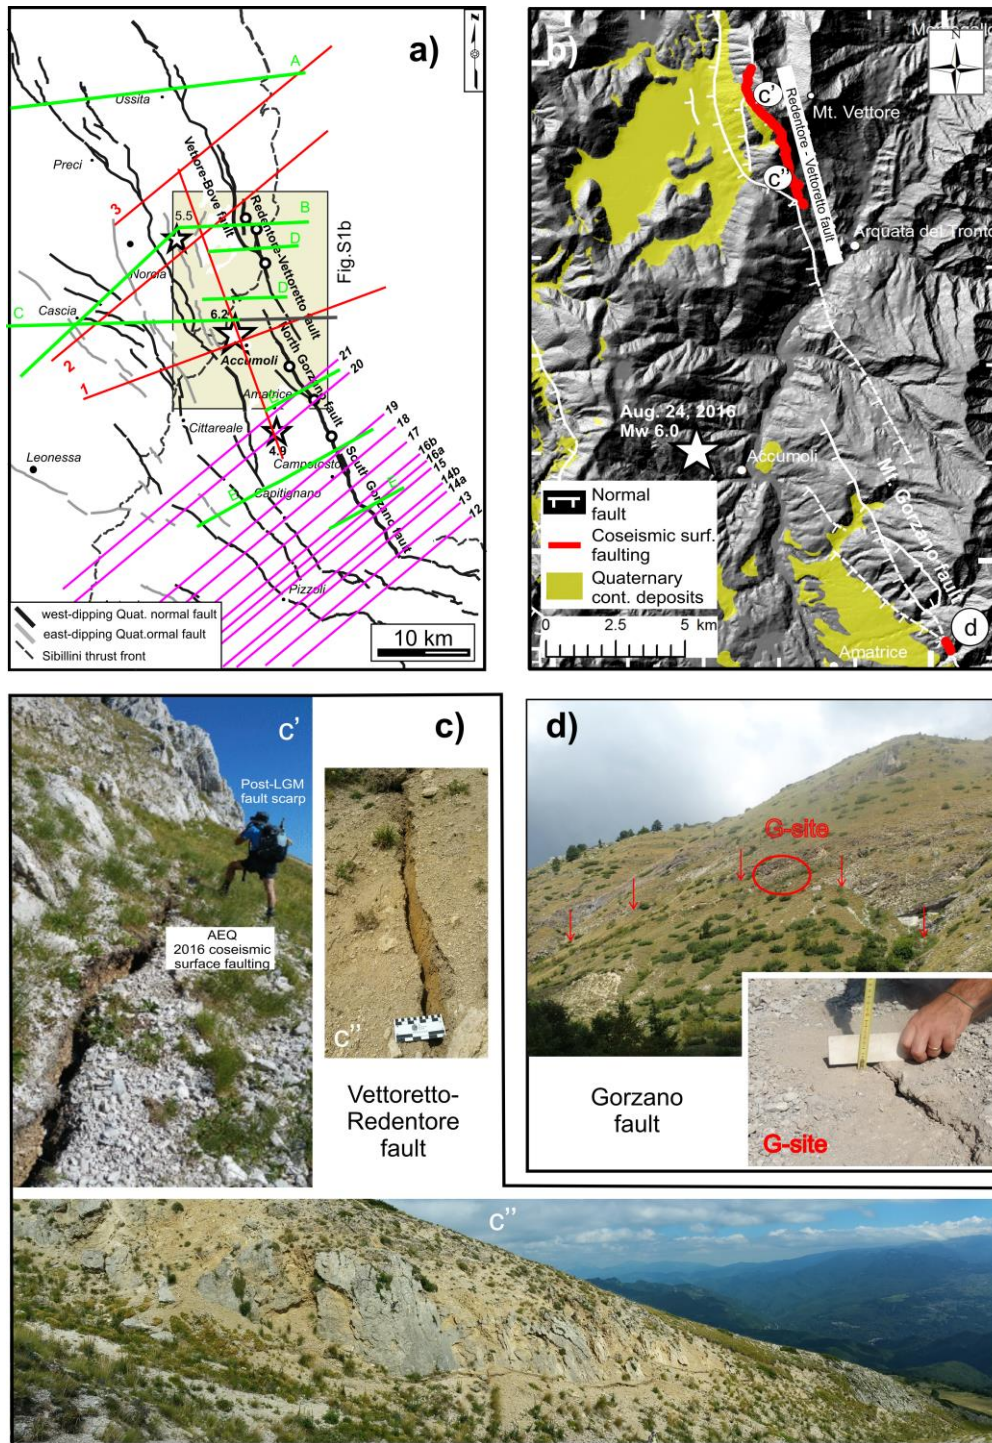 a)
N
A
Ussita
Preci
3
Vettore-Bove fault
5.5
B
Redentore-Vettoretto fault
D
Fig.S1b
Norcia
D
Cascia
C
6.2
2
1
Accumoli
North Gorzano fault
21
20
Amatrice
19
18
Cittareale
17
4.9
16b
16a
Leonessa
Campotosto
15
14b
14a
Capitignano
E
South Gorzano fault
13
12
Pizzoli
west-dipping Quat. normal fault
east-dipping Quat.ormal fault
Sibillini thrust front
10 km
b)
N
c'
Mt. Vettore
c''
Redentore - Vettoretto fault
Arquata del Tronto
Aug. 24, 2016
Mw 6.0
Accumoli
Mt. Gorzano fault
Normal
fault
Coseismic surf.
faulting
Quaternary
cont. deposits
0 2.5 5 km
Amatrice
d
c'
c)
Post-LGM
fault scarp
AEQ
2016 coseismic
surface faulting
c''
Vettoretto-
Redentore
fault
d)
G-site
Gorzano
fault
G-site
c''